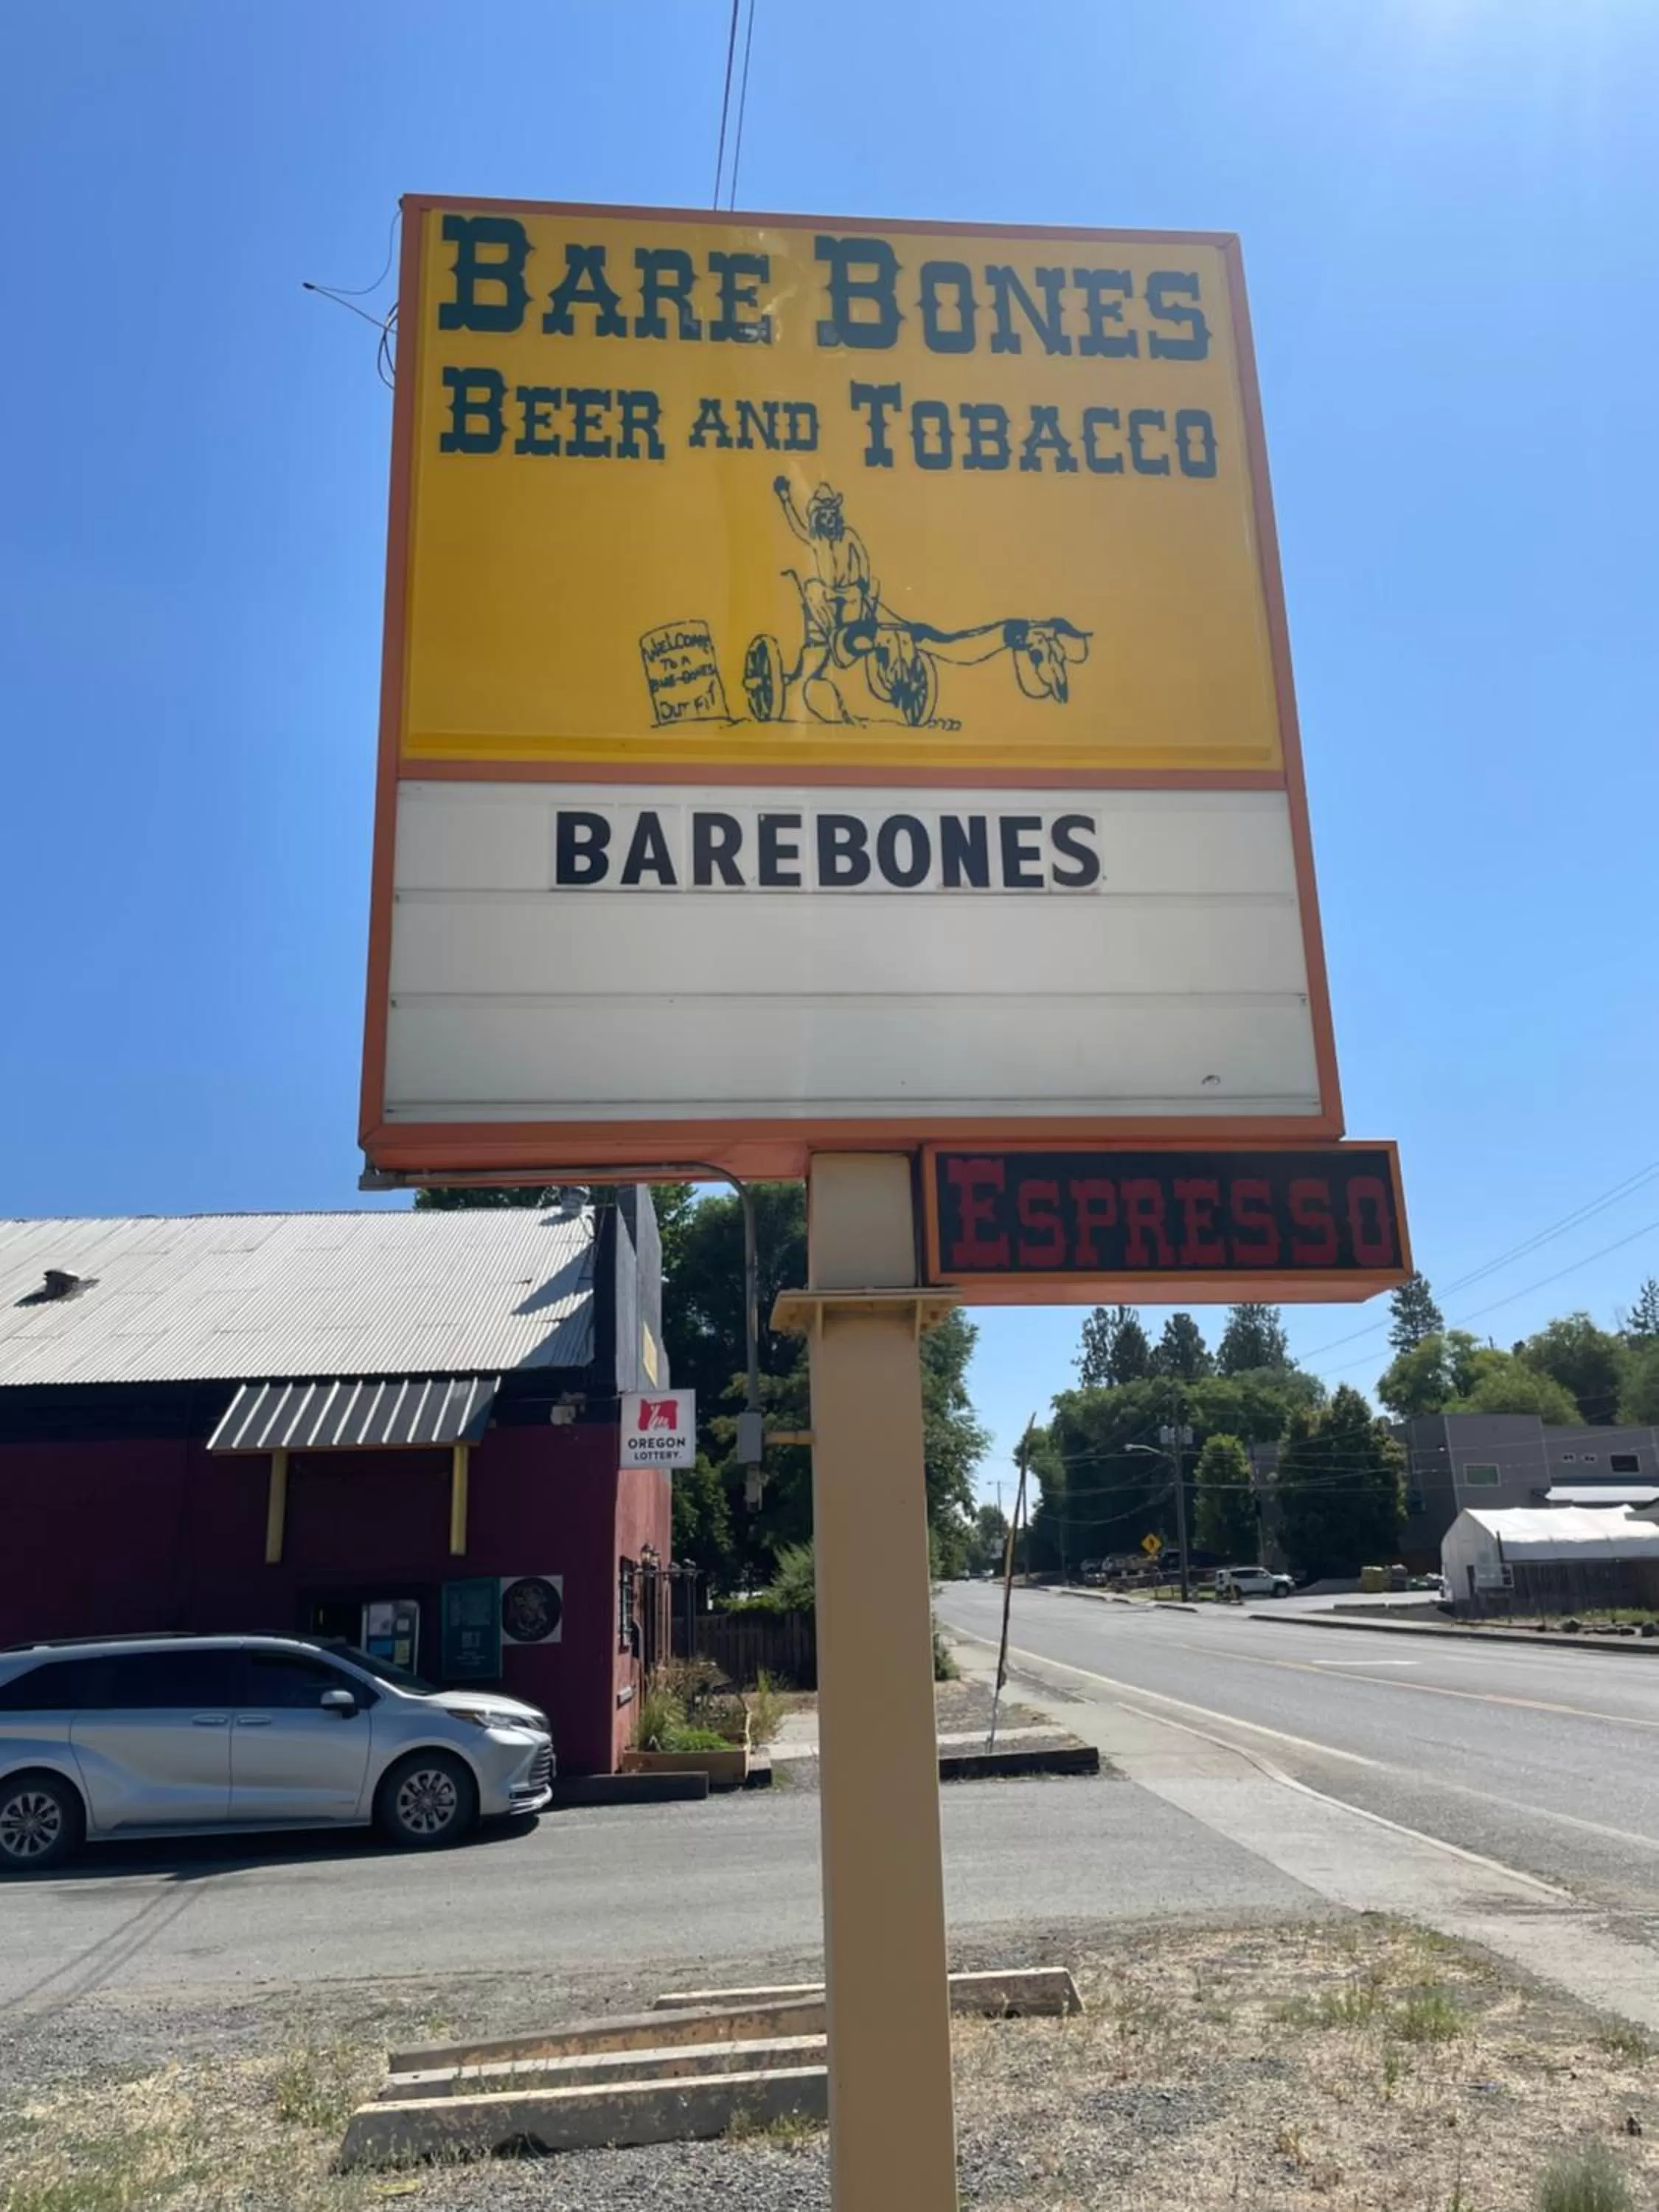 BARE BONES
BEER AND TOBACCO
WELCOME
TO A
BARE-BONES
OUT FIT
BAREBONES
ESPRESSO
OREGON
LOTTERY